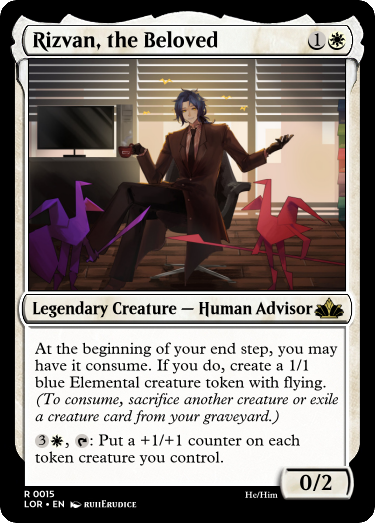 Rizvan, the Beloved 1
Legendary Creature — Human Advisor
At the beginning of your end step, you may
have it consume. If you do, create a 1/1
blue Elemental creature token with flying.
(To consume, sacrifice another creature or exile
a creature card from your graveyard.)
3 , : Put a +1/+1 counter on each
token creature you control.
0/2
R 0015 He/Him
LOR • EN RUIIERUDICE